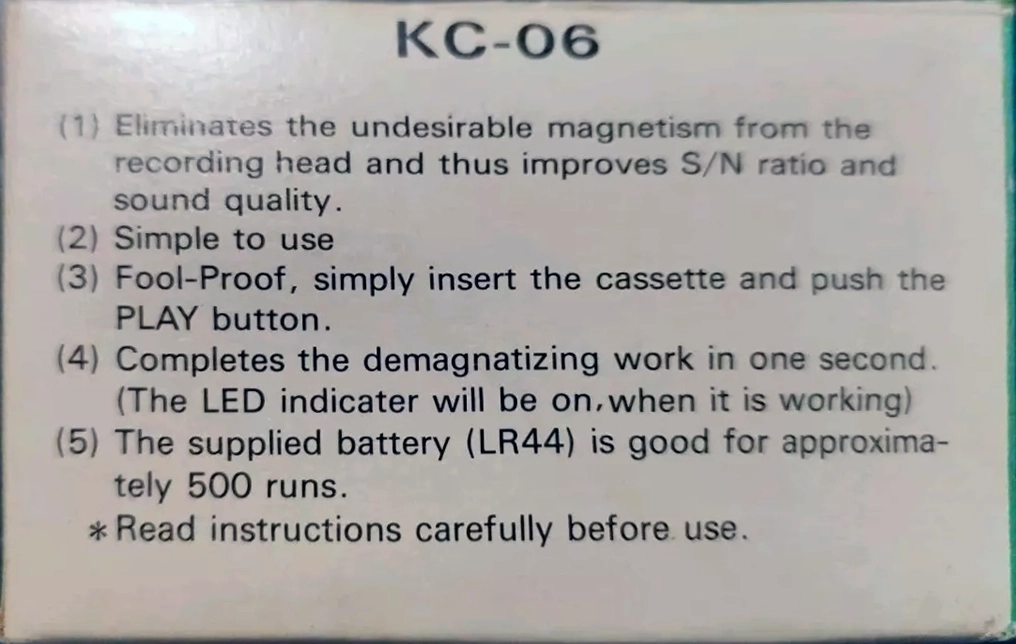 KC-06
(1) Eliminates the undesirable magnetism from the
recording head and thus improves S/N ratio and
sound quality.
(2) Simple to use
(3) Fool-Proof, simply insert the cassette and push the
PLAY button.
(4) Completes the demagnatizing work in one second.
(The LED indicater will be on, when it is working)
(5) The supplied battery (LR44) is good for approxima-
tely 500 runs.
* Read instructions carefully before use.